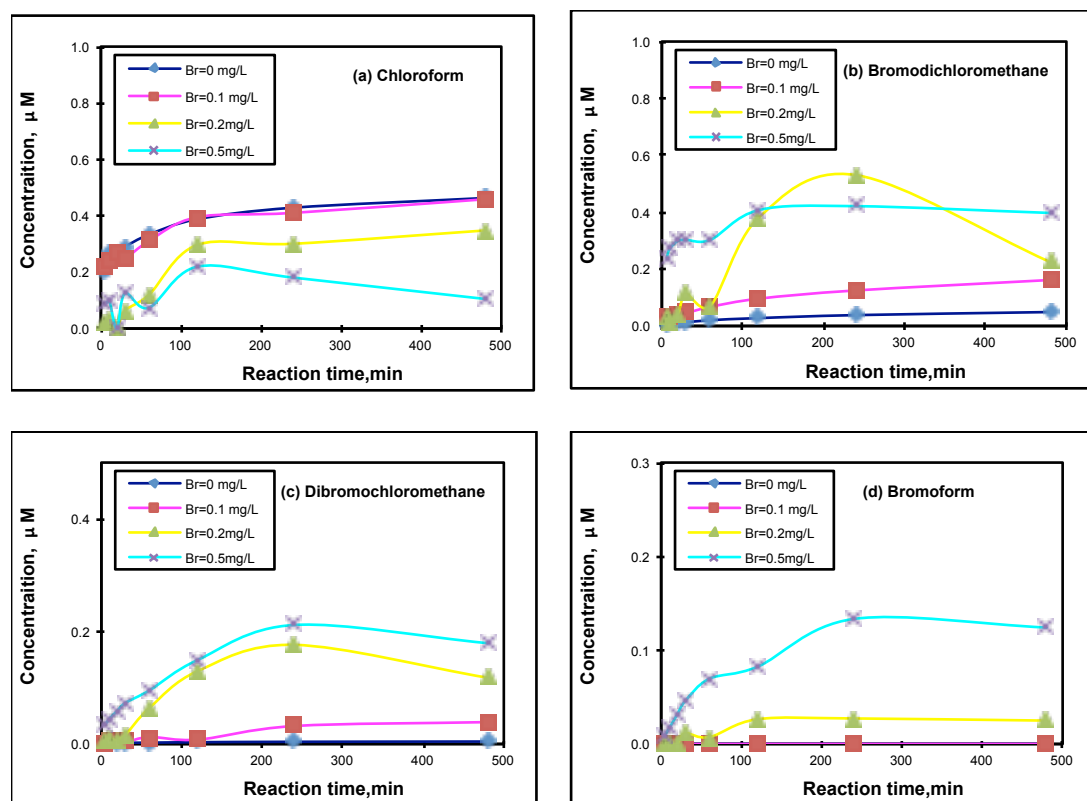 (a) Chloroform
Br=0 mg/L
Br=0.1 mg/L
Br=0.2mg/L
Br=0.5mg/L
Concentraition, μ M
1.0
0.8
0.6
0.4
0.2
0.0
0 100 200 300 400 500
Reaction time,min
(b) Bromodichloromethane
Br=0 mg/L
Br=0.1 mg/L
Br=0.2mg/L
Br=0.5mg/L
Concentraition, μ M
1.0
0.8
0.6
0.4
0.2
0.0
0 100 200 300 400 500
Reaction time,min
(c) Dibromochloromethane
Br=0 mg/L
Br=0.1 mg/L
Br=0.2mg/L
Br=0.5mg/L
Concentraition, μ M
0.4
0.2
0.0
0 100 200 300 400 500
Reaction time,min
(d) Bromoform
Br=0 mg/L
Br=0.1 mg/L
Br=0.2mg/L
Br=0.5mg/L
Concentraition, μ M
0.3
0.2
0.1
0.0
0 100 200 300 400 500
Reaction time,min